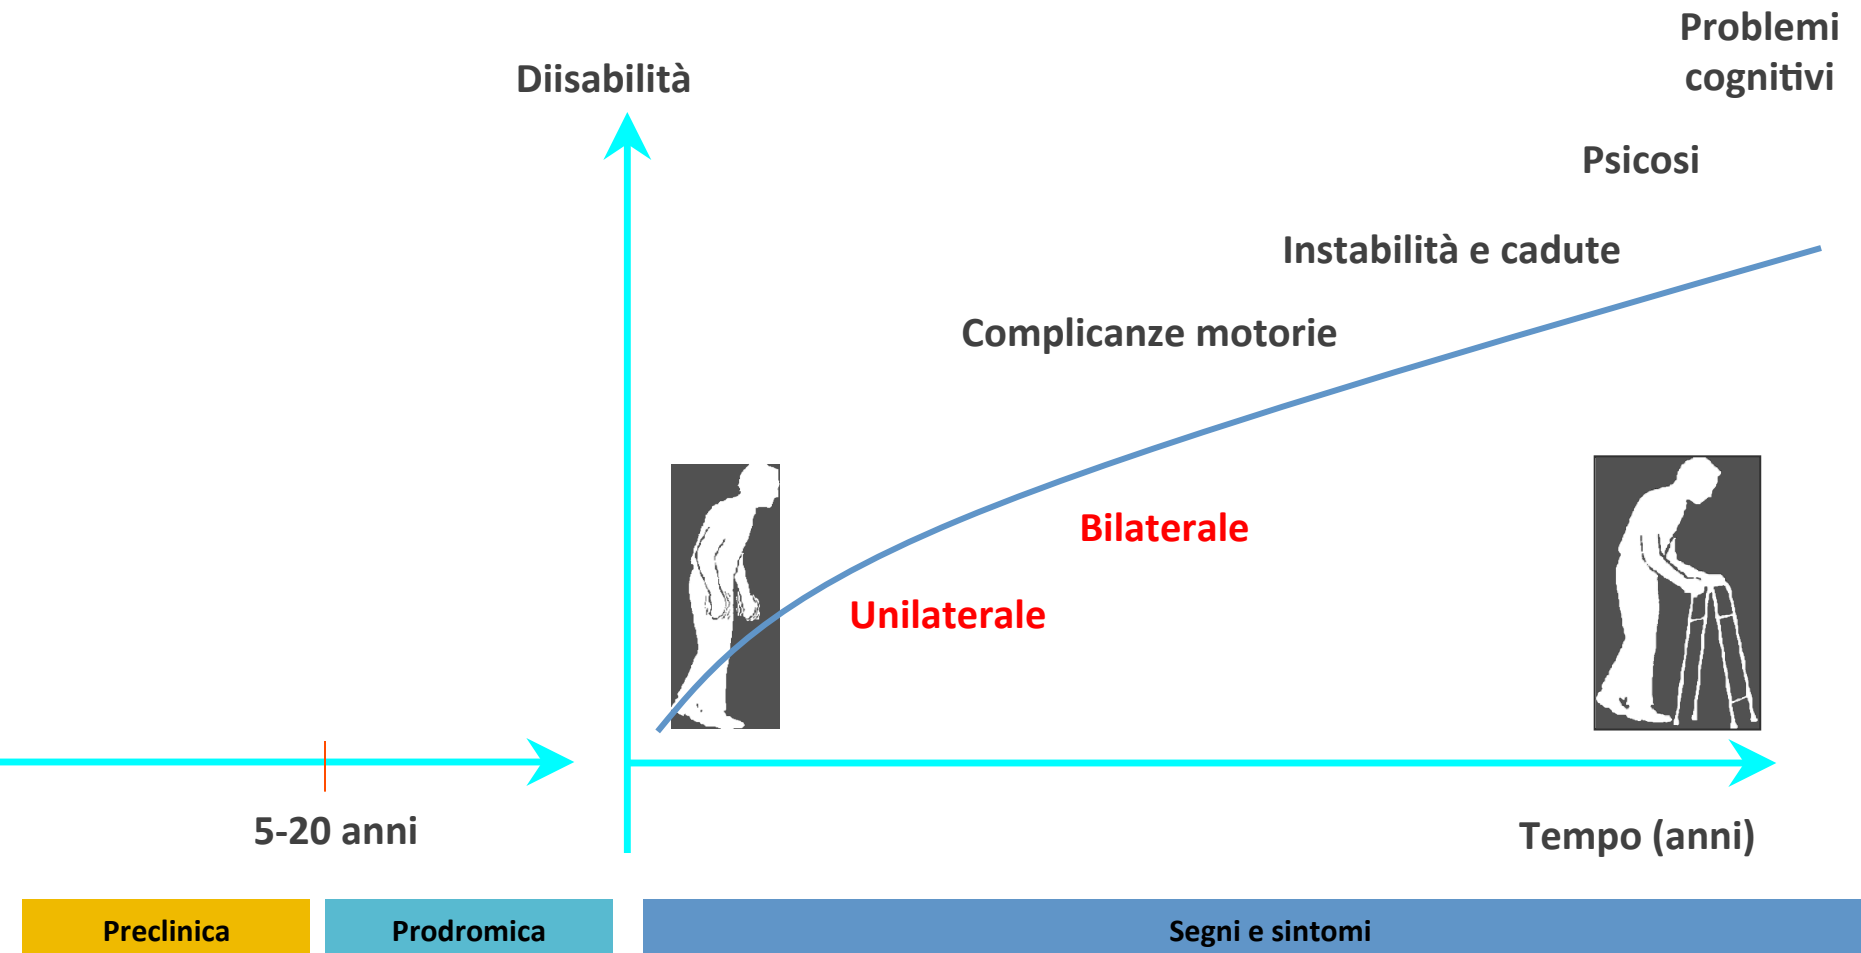 Problemi
cognitivi
Diisabilità
Psicosi
Instabilità e cadute
Complicanze motorie
Bilaterale
Unilaterale
5-20 anni
Tempo (anni)
Preclinica
Prodromica
Segni e sintomi